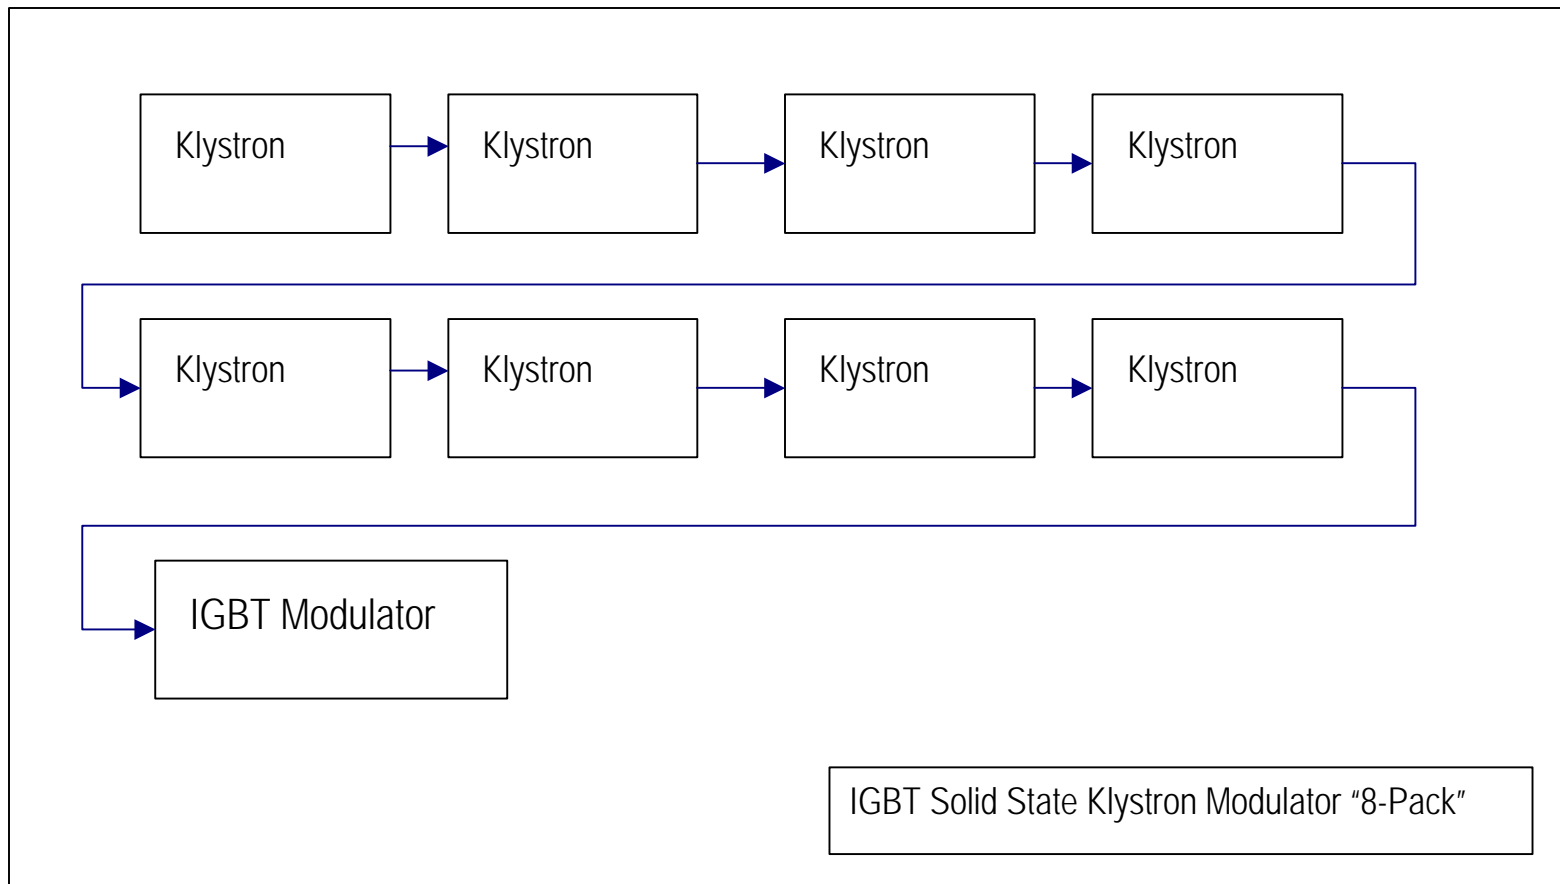 Klystron
Klystron
Klystron
Klystron
Klystron
Klystron
Klystron
Klystron
IGBT Modulator
IGBT Solid State Klystron Modulator “8-Pack”